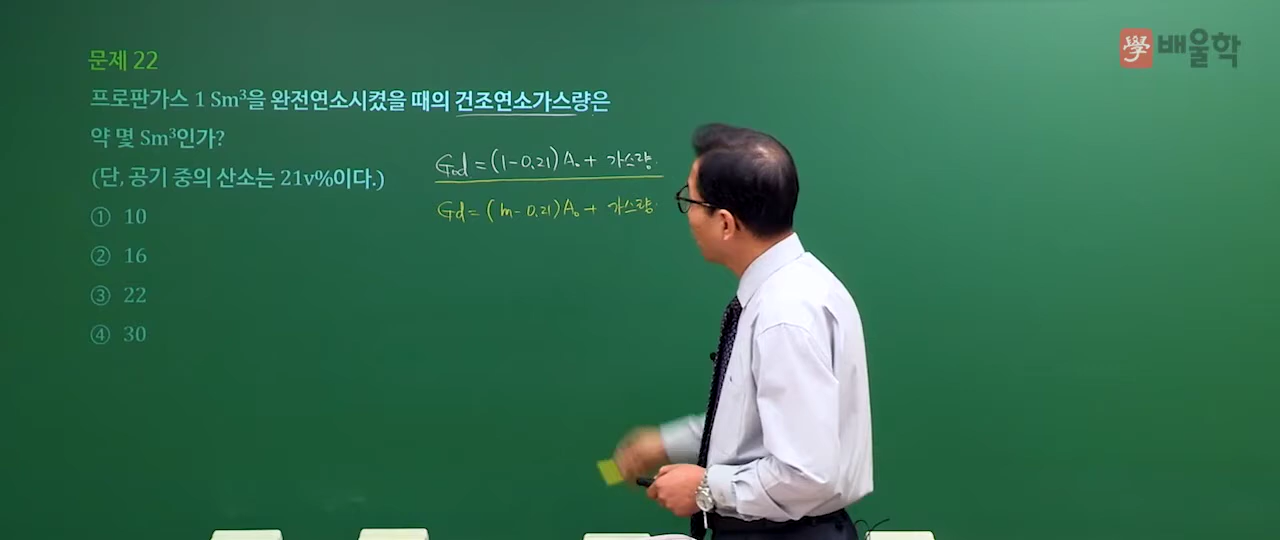 문제 22
프로판가스 1 Sm³을 완전연소시켰을 때의 건조연소가스량은
약 몇 Sm³인가?
(단, 공기 중의 산소는 21v%이다.)
① 10
② 16
③ 22
④ 30
God = (1-0.21)A₀ + 가스량.
Gd = (m-0.21)A₀ + 가스량.
學 배울학